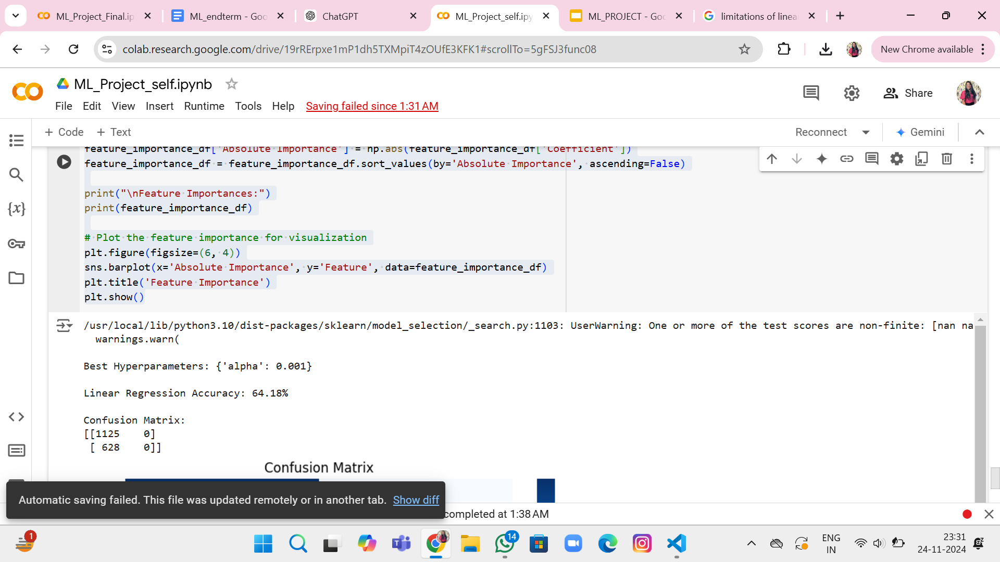 ML_Project_Final.ip
ML_endterm - Goo
ChatGPT
ML_Project_self.ipy
ML_PROJECT - Goo
limitations of linea
colab.research.google.com/drive/19rRErpxe1mP1dh5TXMpiT4zOUfE3KFK1#scrollTo=5gFSJ3func08
New Chrome available
ML_Project_self.ipynb
Share
File Edit View Insert Runtime Tools Help Saving failed since 1:31 AM
+ Code + Text
Reconnect
Gemini
feature_importance_df['Absolute Importance'] = np.abs(feature_importance_df['Coefficient'])
feature_importance_df = feature_importance_df.sort_values(by='Absolute Importance', ascending=False)
print("\nFeature Importances:")
print(feature_importance_df)
# Plot the feature importance for visualization
plt.figure(figsize=(6, 4))
sns.barplot(x='Absolute Importance', y='Feature', data=feature_importance_df)
plt.title('Feature Importance')
plt.show()
/usr/local/lib/python3.10/dist-packages/sklearn/model_selection/_search.py:1103: UserWarning: One or more of the test scores are non-finite: [nan na
warnings.warn(
Best Hyperparameters: {'alpha': 0.001}
Linear Regression Accuracy: 64.18%
Confusion Matrix:
[[1125 0]
[ 628 0]]
Confusion Matrix
Automatic saving failed. This file was updated remotely or in another tab. Show diff
completed at 1:38 AM
1
14
ENG
IN
23:31
24-11-2024